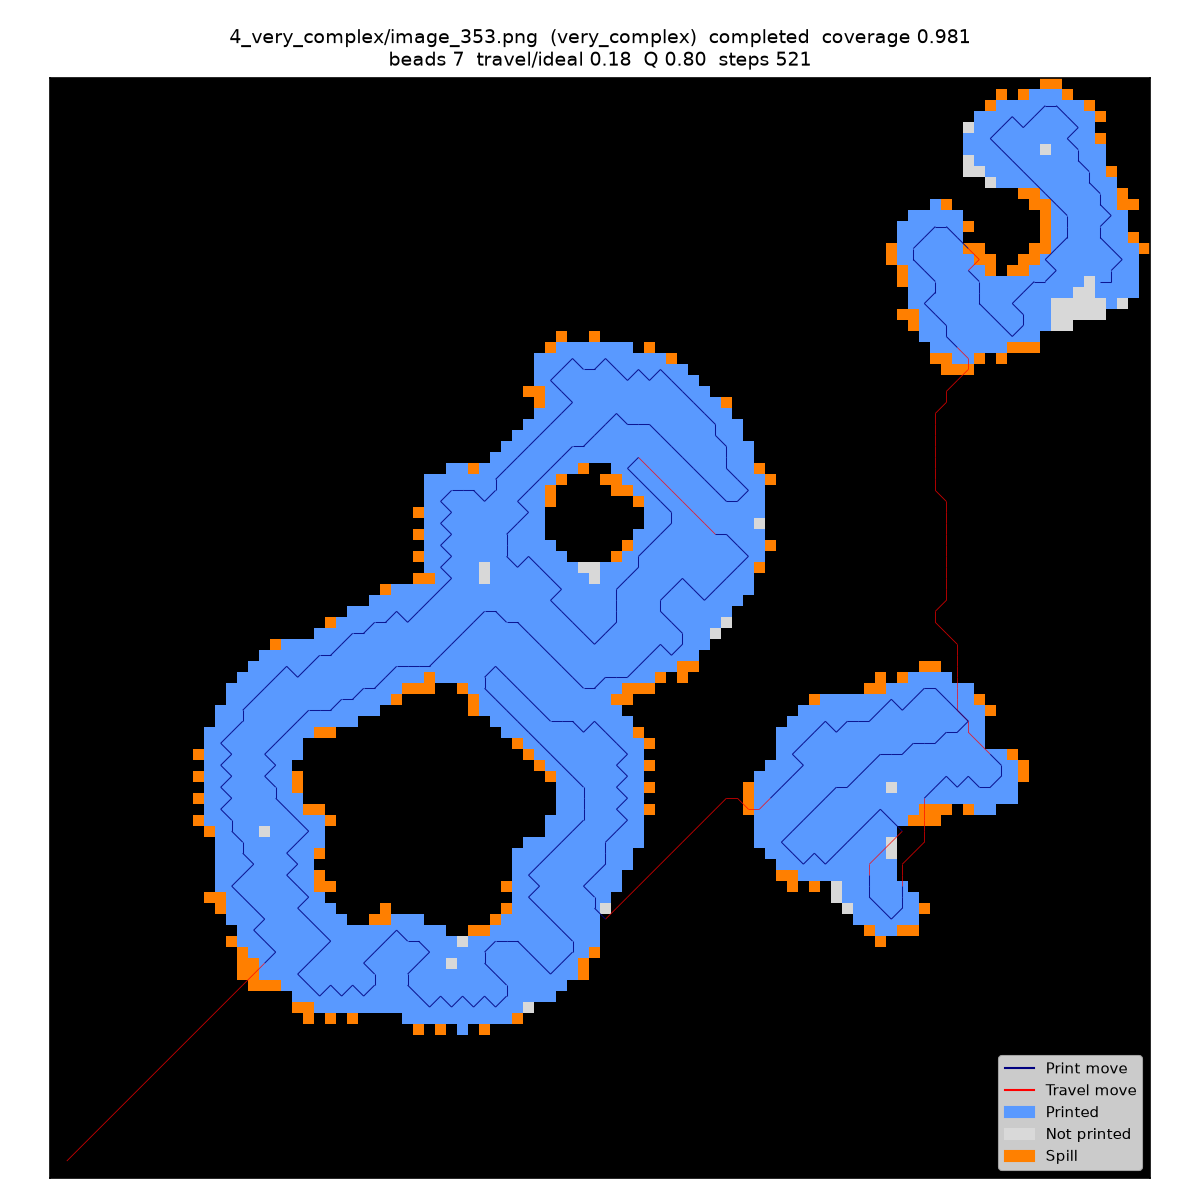 4_very_complex/image_353.png  (very_complex)  completed  coverage 0.981
beads 7  travel/ideal 0.18  Q 0.80  steps 521
Print move
Travel move
Printed
Not printed
Spill